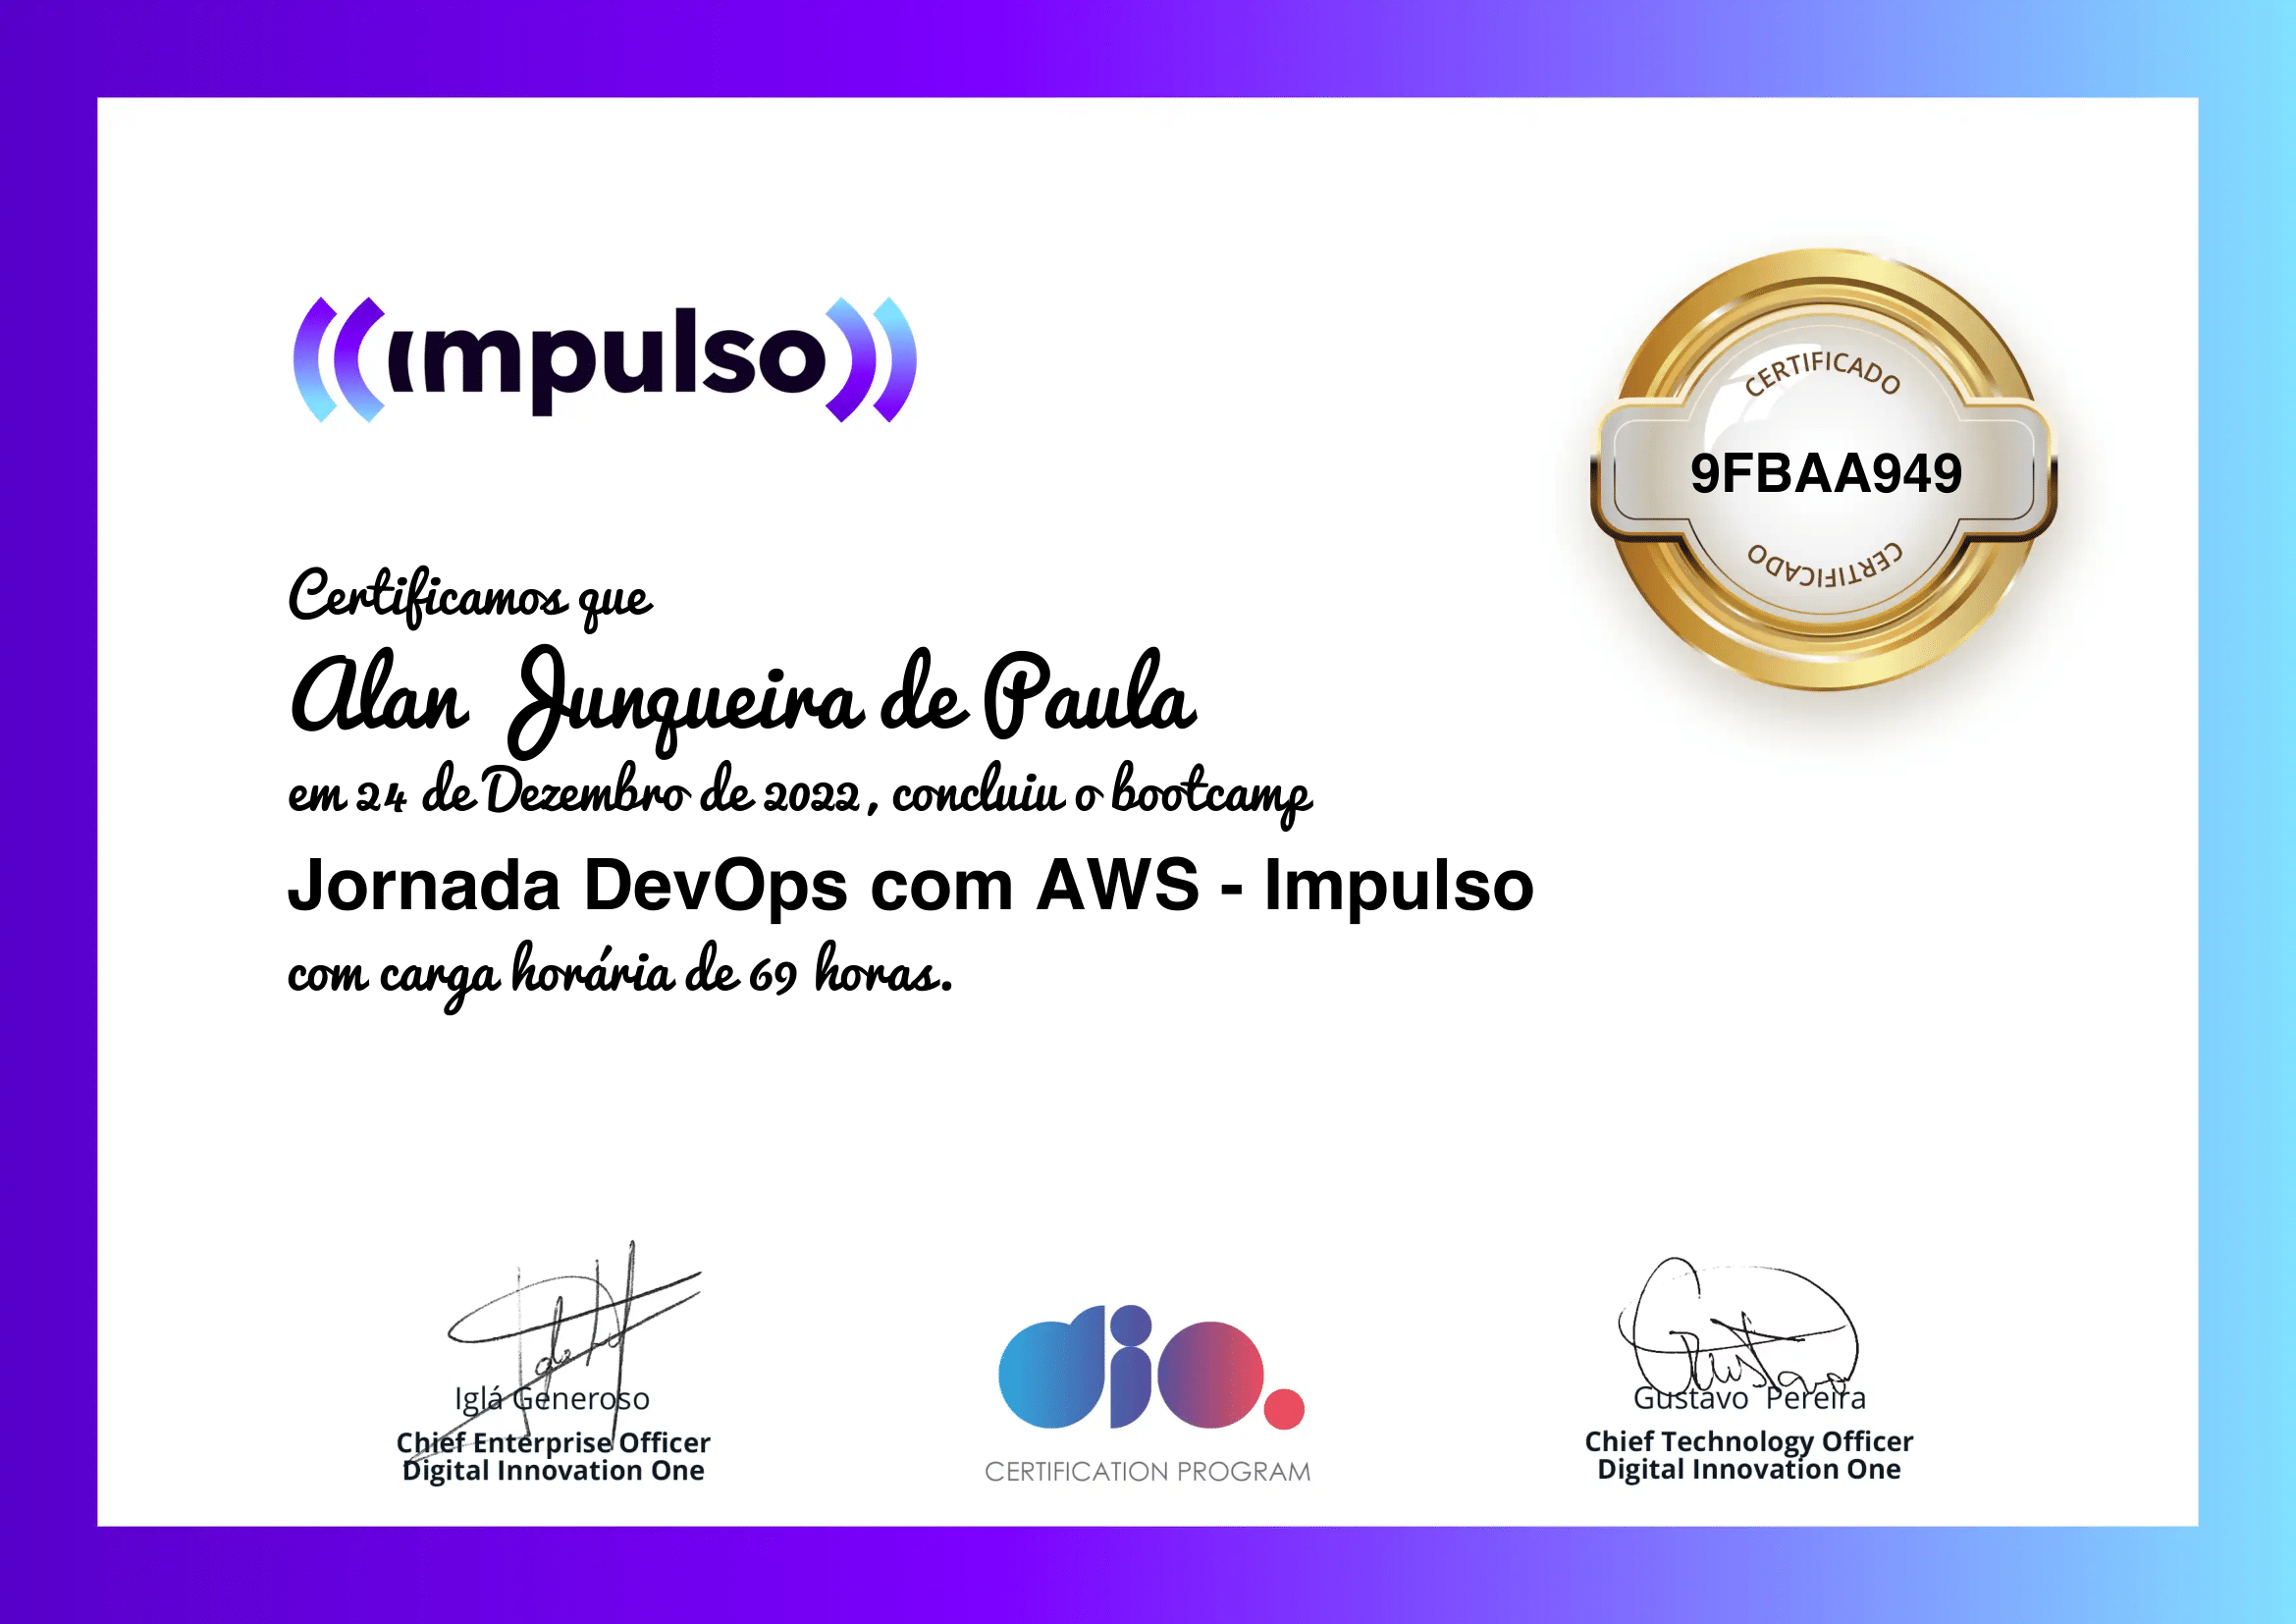 impulso
CERTIFICADO
9FBAA949
CERTIFICADO
Certificamos que
Alan Junqueira de Paula
em 24 de Dezembro de 2022, concluiu o bootcamp
Jornada DevOps com AWS - Impulso
com carga horária de 69 horas.
Iglá Generoso
Chief Enterprise Officer
Digital Innovation One
dio.
CERTIFICATION PROGRAM
Gustavo
Gustavo Pereira
Chief Technology Officer
Digital Innovation One